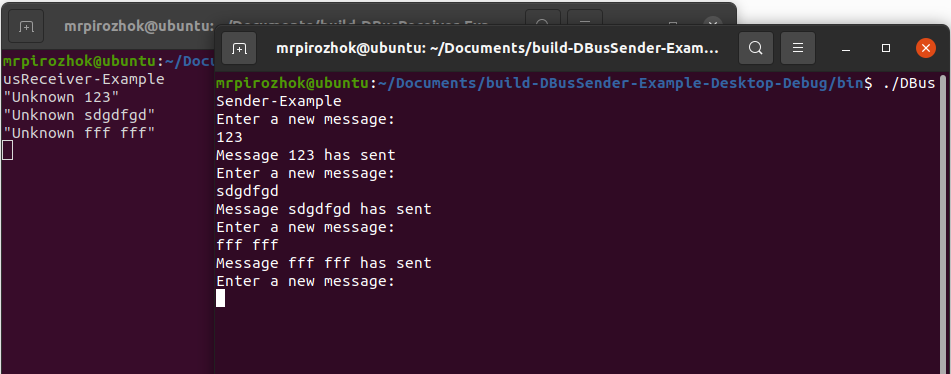 mrpirozhok@ubuntu: ~/Documents/build-DBusReceiver-Exa
mrpirozhok@ubuntu:~/Docu
usReceiver-Example
"Unknown 123"
"Unknown sdgdfgd"
"Unknown fff fff"
mrpirozhok@ubuntu: ~/Documents/build-DBusSender-Exam...
mrpirozhok@ubuntu:~/Documents/build-DBusSender-Example-Desktop-Debug/bin$ ./DBus
Sender-Example
Enter a new message:
123
Message 123 has sent
Enter a new message:
sdgdfgd
Message sdgdfgd has sent
Enter a new message:
fff fff
Message fff fff has sent
Enter a new message: